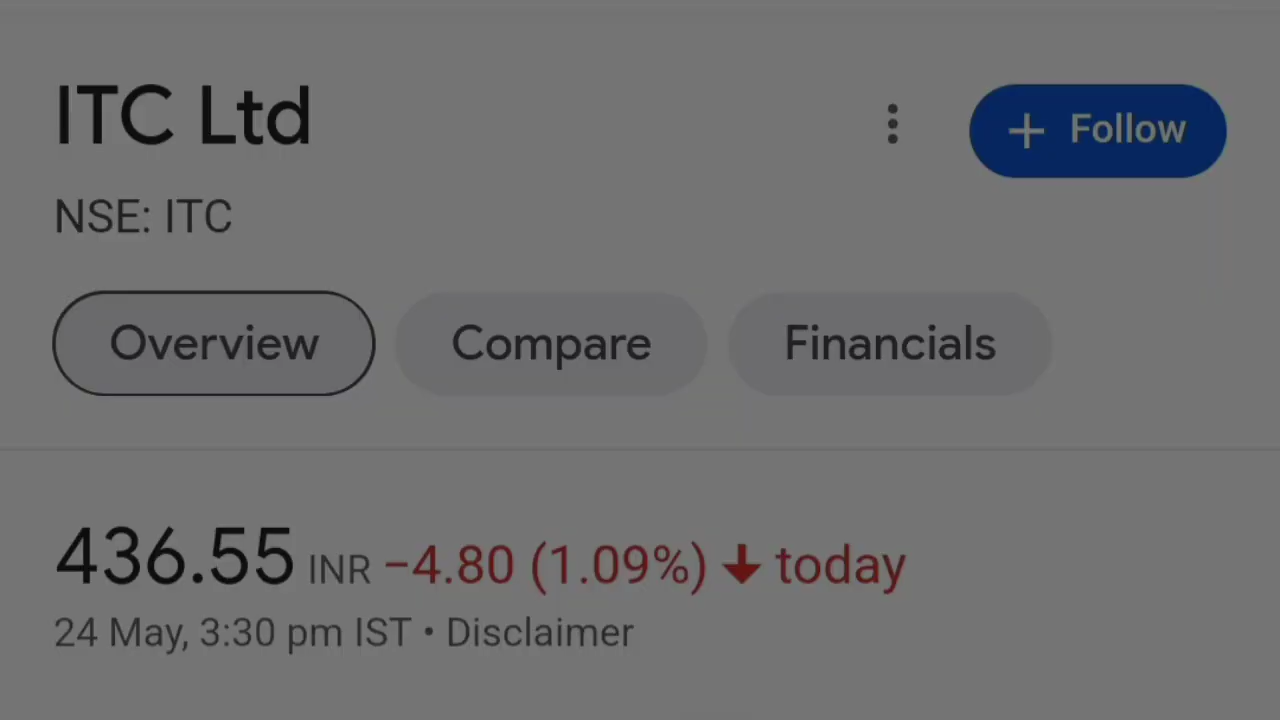 ITC Ltd
+ Follow
NSE: ITC
Overview Compare Financials
436.55 INR −4.80 (1.09%) ↓ today
24 May, 3:30 pm IST • Disclaimer